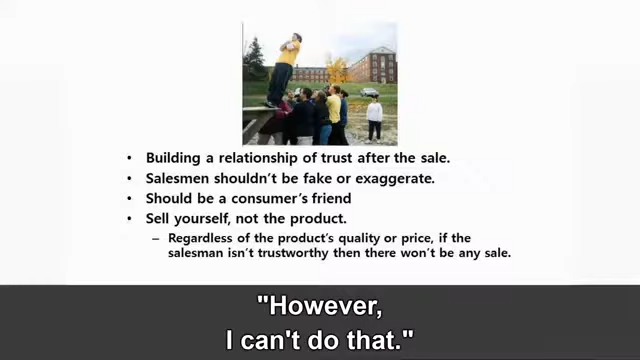 • Building a relationship of trust after the sale.
• Salesmen shouldn't be fake or exaggerate.
• Should be a consumer's friend
• Sell yourself, not the product.
– Regardless of the product's quality or price, if the
salesman isn't trustworthy then there won't be any sale.
"However,
I can't do that."